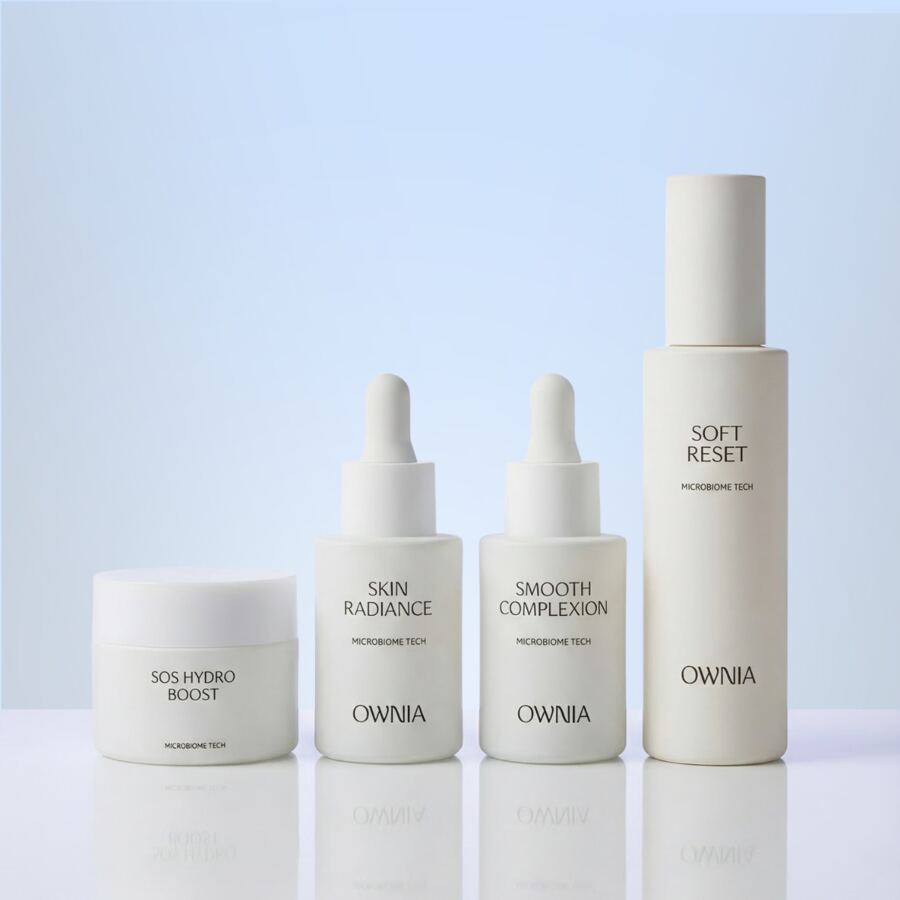 SOS HYDRO
BOOST
MICROBIOME TECH
SKIN
RADIANCE
MICROBIOME TECH
OWNIA
SMOOTH
COMPLEXION
MICROBIOME TECH
OWNIA
SOFT
RESET
MICROBIOME TECH
OWNIA